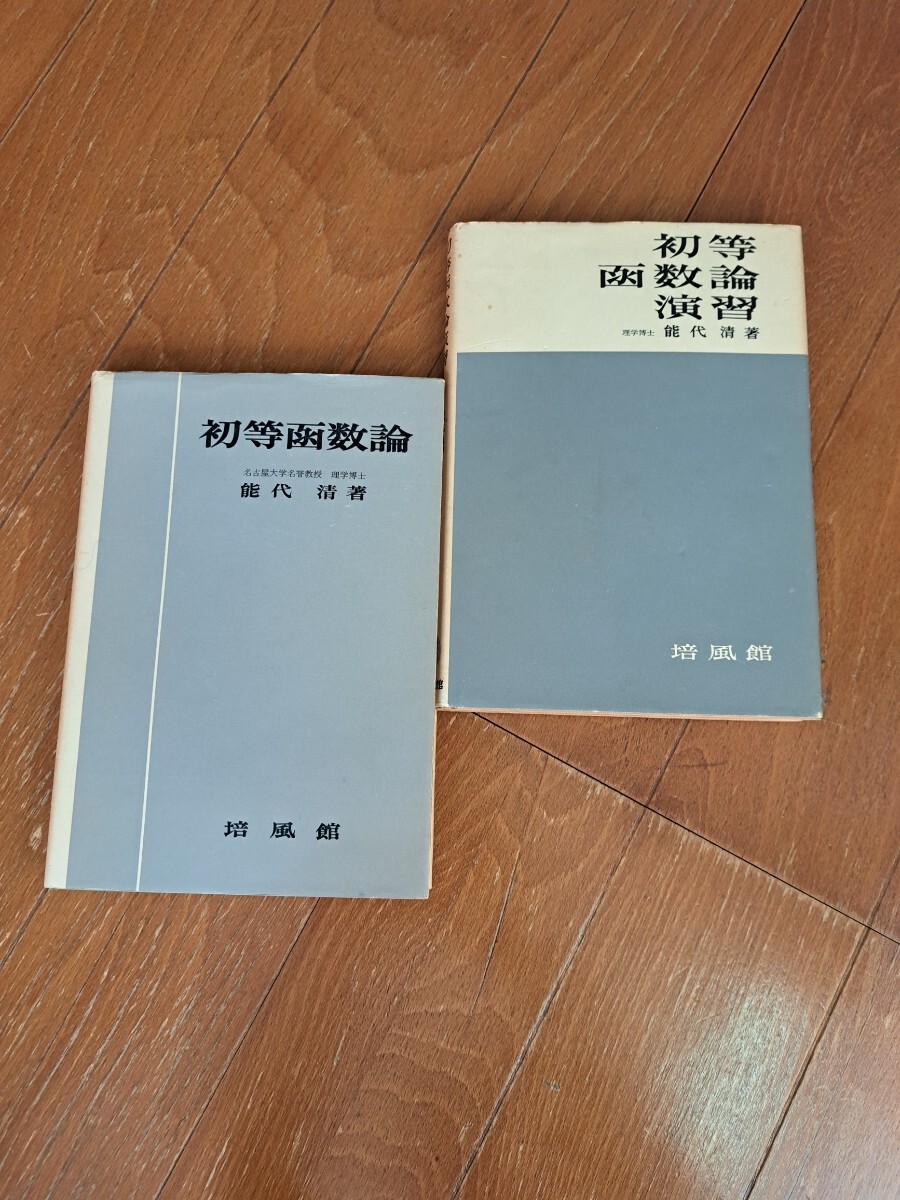 初等函数論
名古屋大学名誉教授 理学博士
能代 清著
培風館
初等
函数論
演習
理学博士 能代 清著
培風館
館